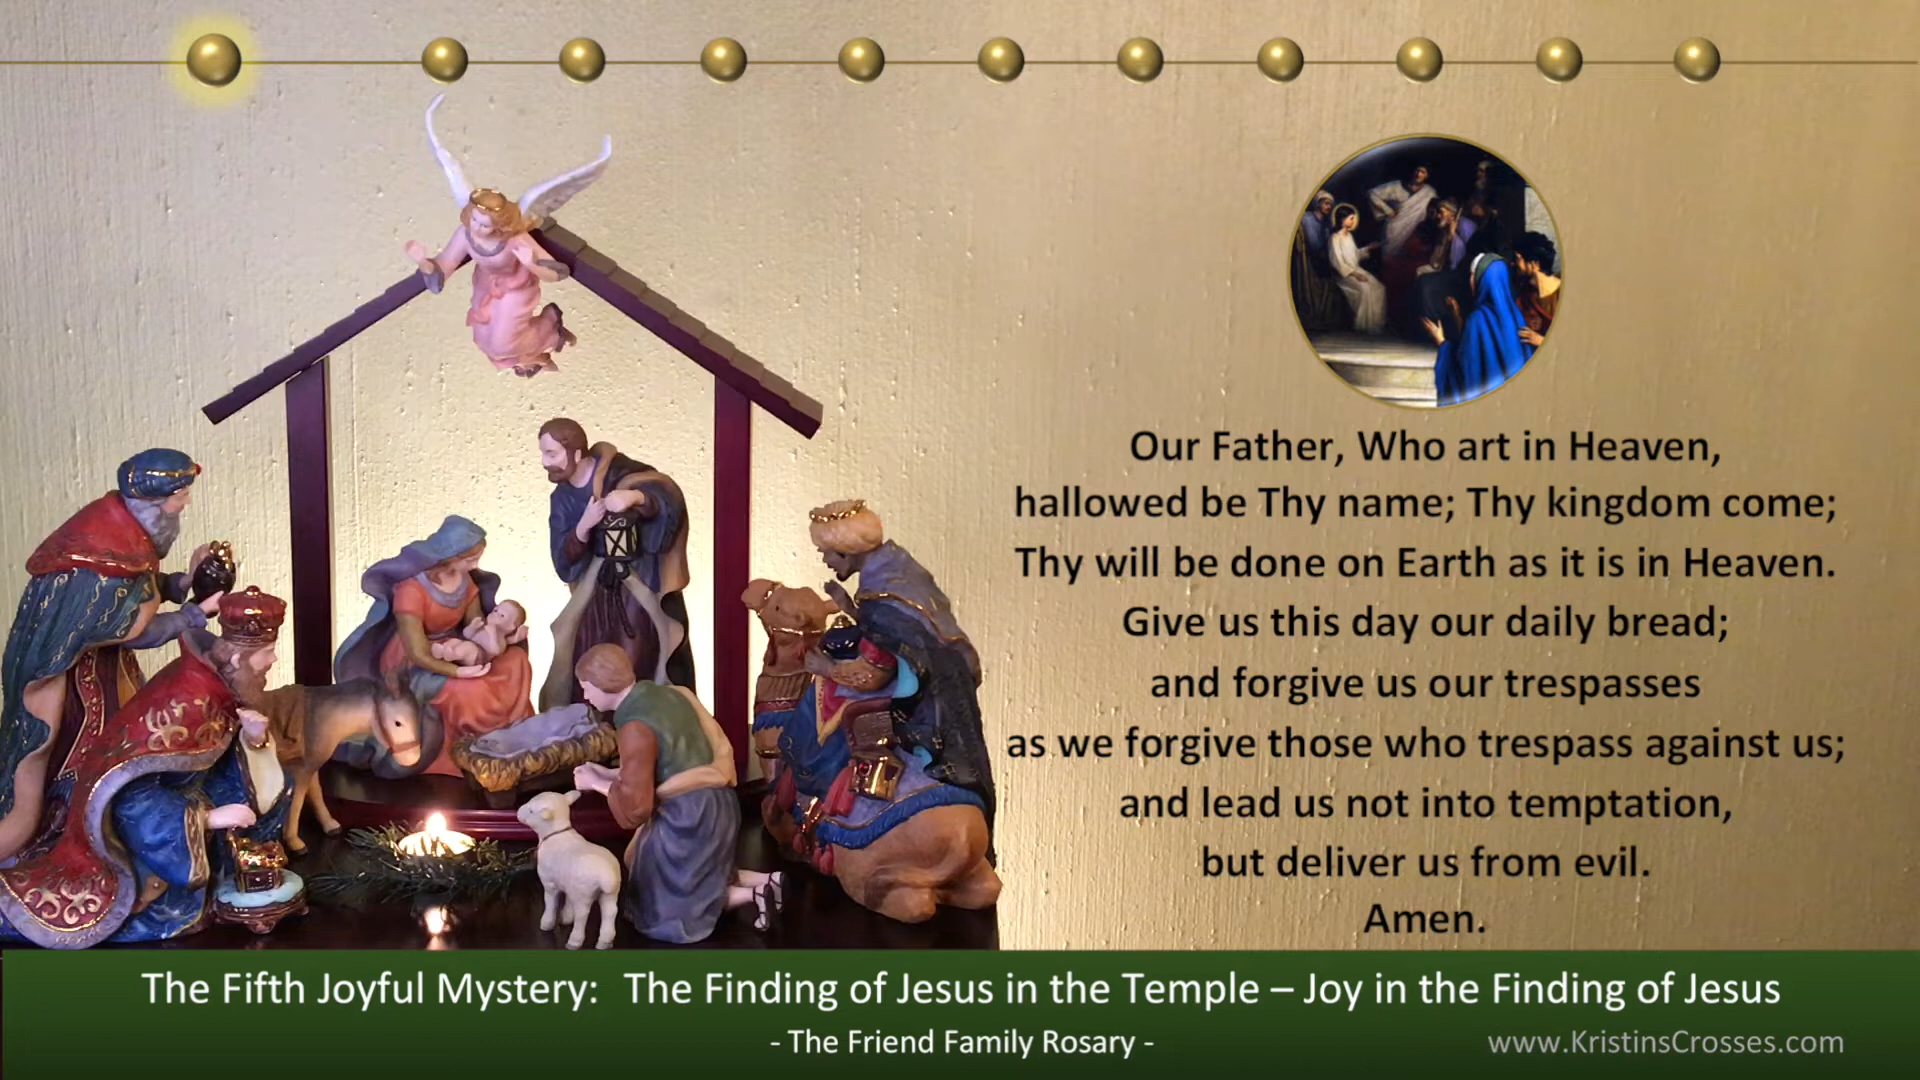 Our Father, Who art in Heaven,
hallowed be Thy name; Thy kingdom come;
Thy will be done on Earth as it is in Heaven.
Give us this day our daily bread;
and forgive us our trespasses
as we forgive those who trespass against us;
and lead us not into temptation,
but deliver us from evil.
Amen.
The Fifth Joyful Mystery:  The Finding of Jesus in the Temple – Joy in the Finding of Jesus
- The Friend Family Rosary -
www.KristinsCrosses.com